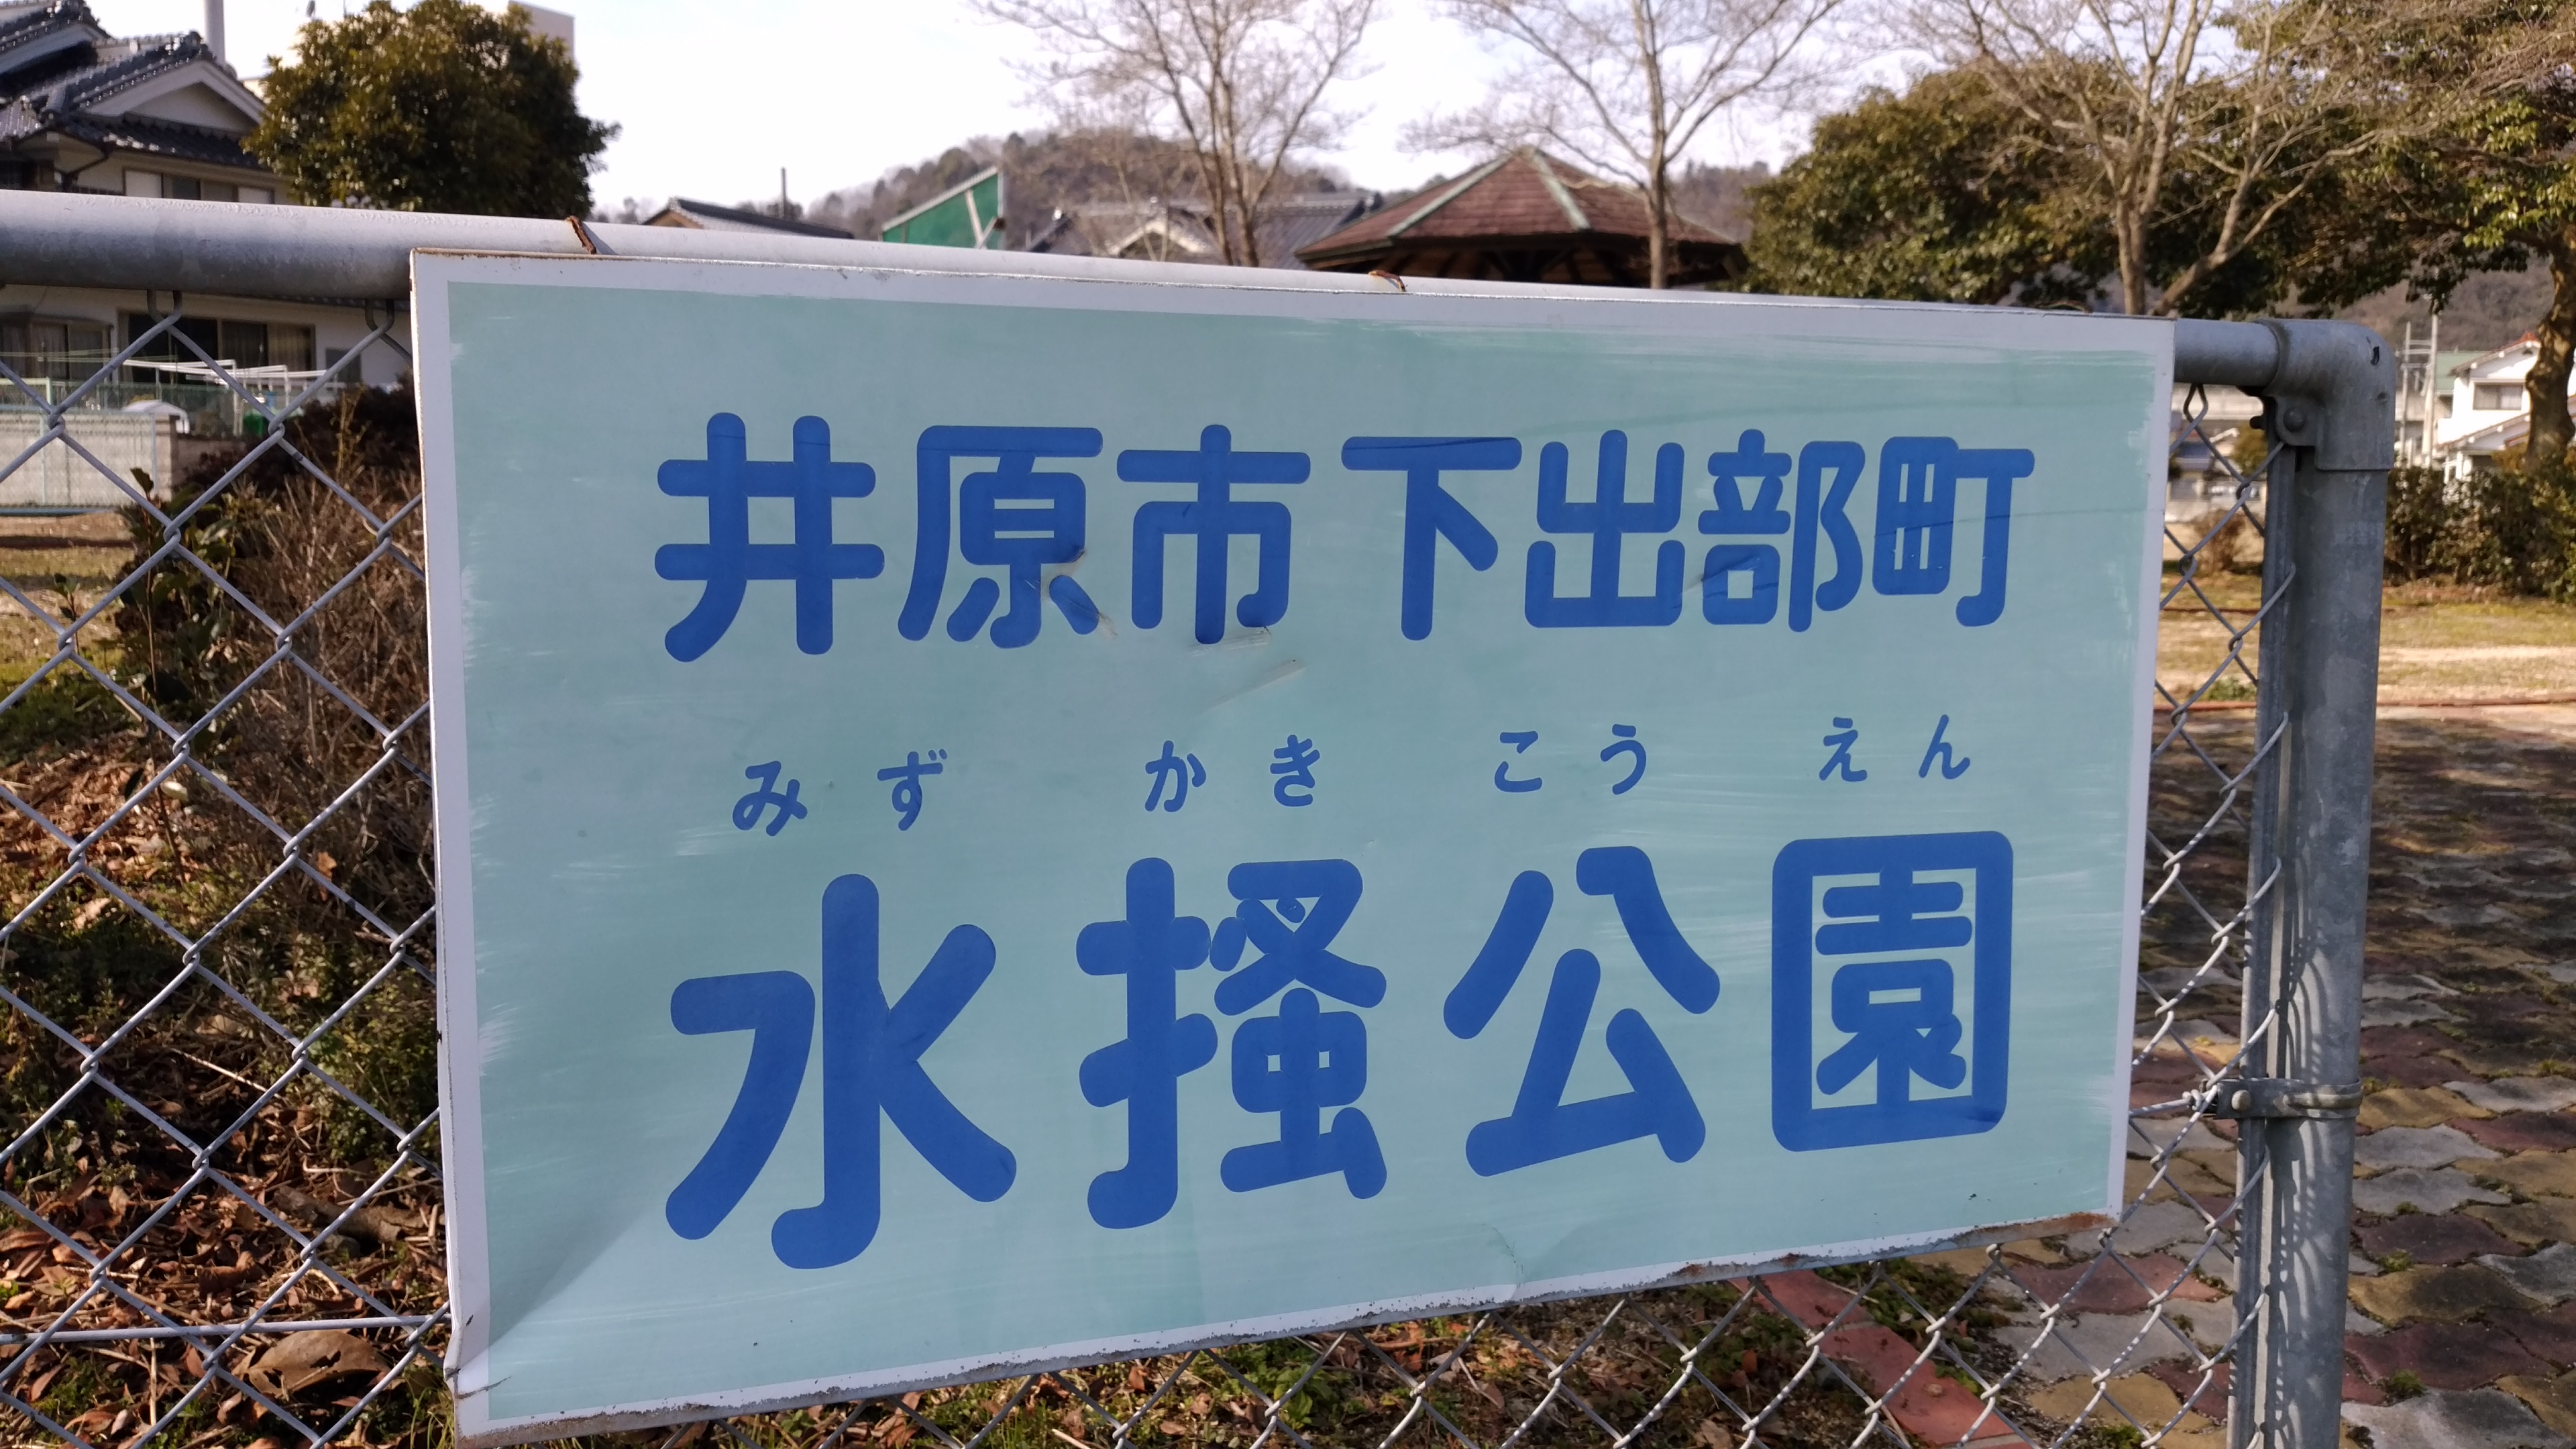 井原市下出部町
みずかきこうえん
水掻公園